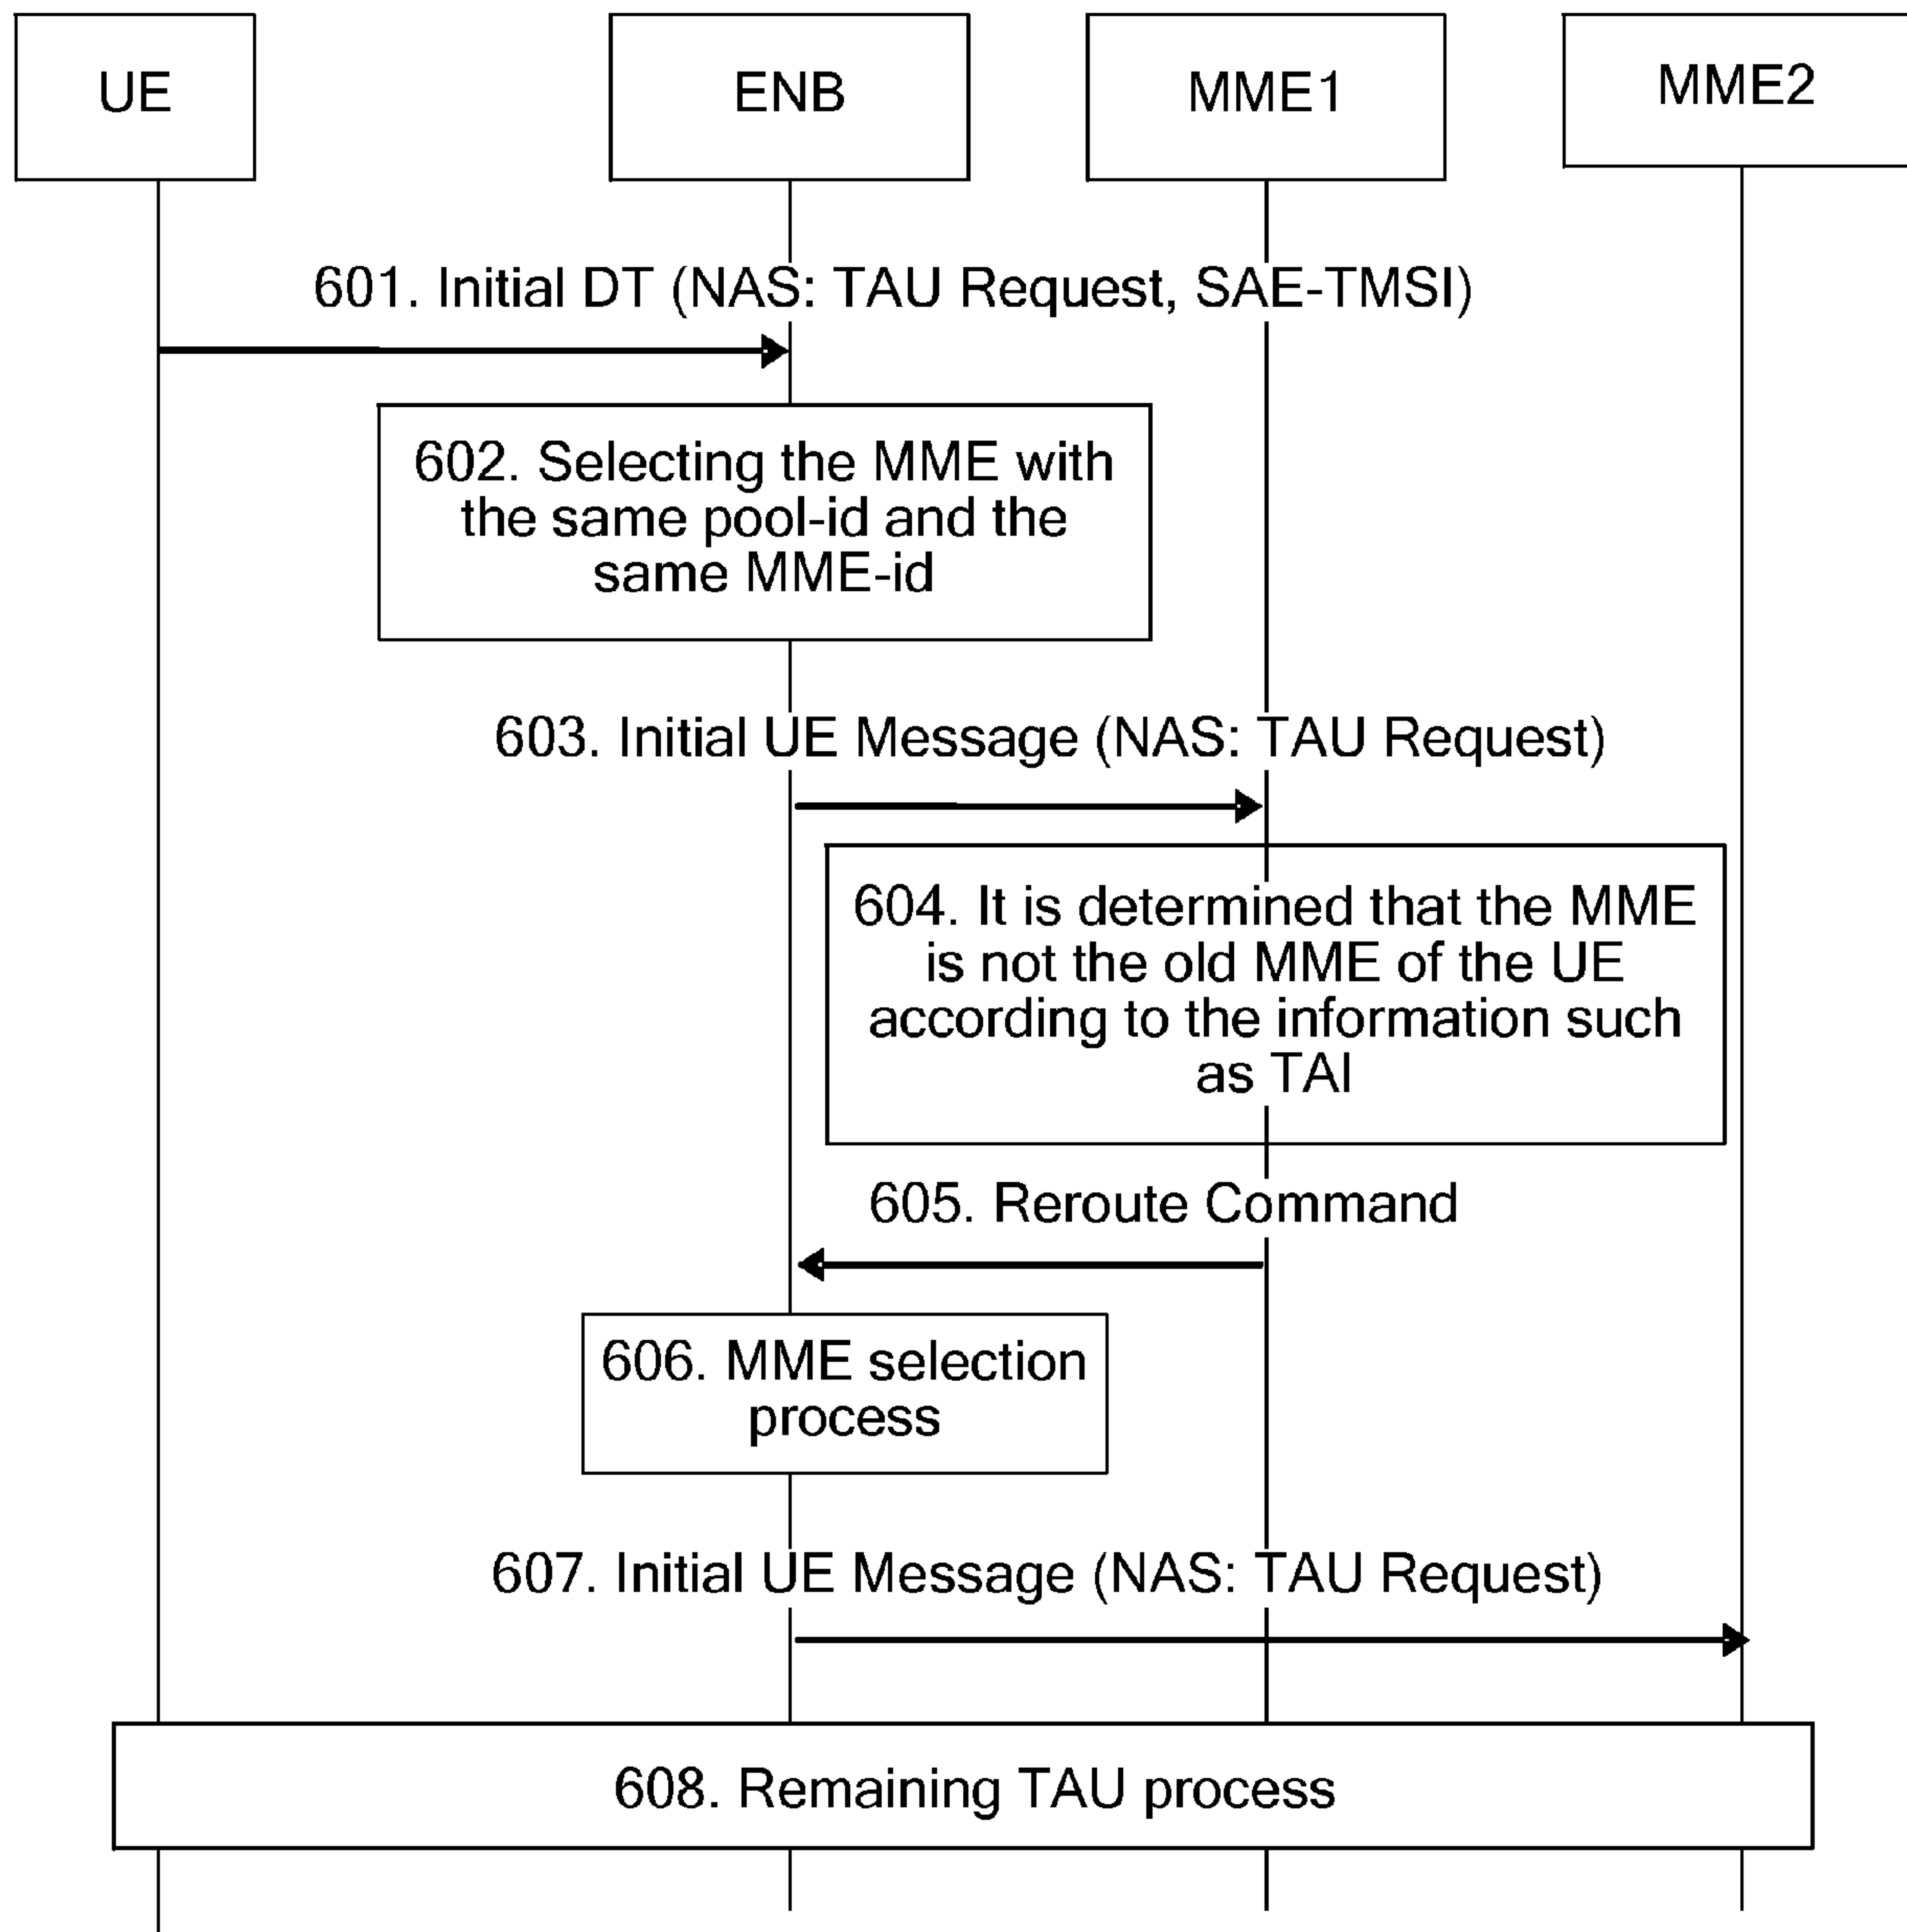 UE
ENB
MME1
MME2
601. Initial DT (NAS: TAU Request, SAE-TMSI)
602. Selecting the MME with
the same pool-id and the
same MME-id
603. Initial UE Message (NAS: TAU Request)
604. It is determined that the MME
is not the old MME of the UE
according to the information such
as TAI
605. Reroute Command
606. MME selection
process
607. Initial UE Message (NAS: TAU Request)
608. Remaining TAU process